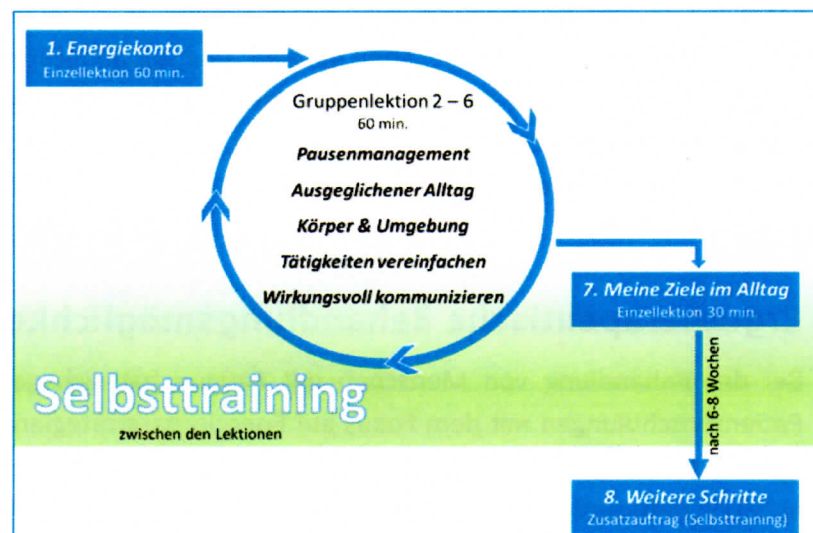 1. Energiekonto
Einzellektion 60 min.
Gruppenlektion 2 – 6
60 min.
Pausenmanagement
Ausgeglichener Alltag
Körper & Umgebung
Tätigkeiten vereinfachen
Wirkungsvoll kommunizieren
7. Meine Ziele im Alltag
Einzellektion 30 min.
Selbsttraining
zwischen den Lektionen
nach 6-8 Wochen
8. Weitere Schritte
Zusatzauftrag (Selbsttraining)